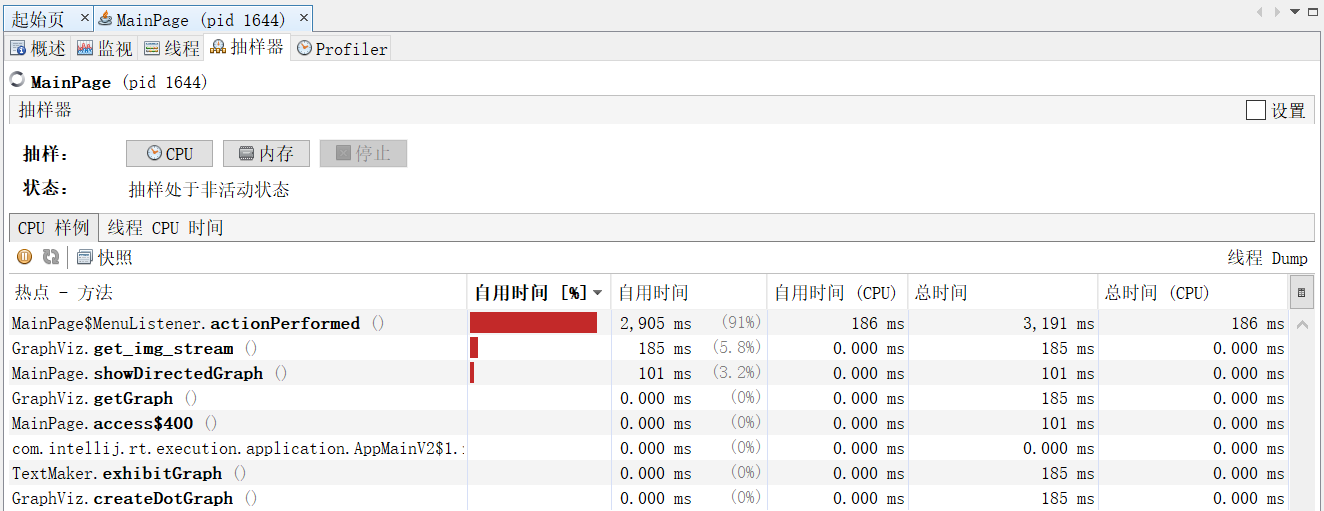 起始页 × MainPage (pid 1644) ×
概述 监视 线程 抽样器 Profiler
MainPage (pid 1644)
抽样器 设置
抽样: CPU 内存 停止
状态: 抽样处于非活动状态
CPU 样例 线程 CPU 时间
快照 线程 Dump
热点 - 方法 自用时间 [%] 自用时间 自用时间 (CPU) 总时间 总时间 (CPU)
MainPage$MenuListener.actionPerformed () 2,905 ms (91%) 186 ms 3,191 ms 186 ms
GraphViz.get_img_stream () 185 ms (5.8%) 0.000 ms 185 ms 0.000 ms
MainPage.showDirectedGraph () 101 ms (3.2%) 0.000 ms 101 ms 0.000 ms
GraphViz.getGraph () 0.000 ms (0%) 0.000 ms 185 ms 0.000 ms
MainPage.access$400 () 0.000 ms (0%) 0.000 ms 101 ms 0.000 ms
com.intellij.rt.execution.application.AppMainV2$1. 0.000 ms (0%) 0.000 ms 0.000 ms 0.000 ms
TextMaker.exhibitGraph () 0.000 ms (0%) 0.000 ms 185 ms 0.000 ms
GraphViz.createDotGraph () 0.000 ms (0%) 0.000 ms 185 ms 0.000 ms